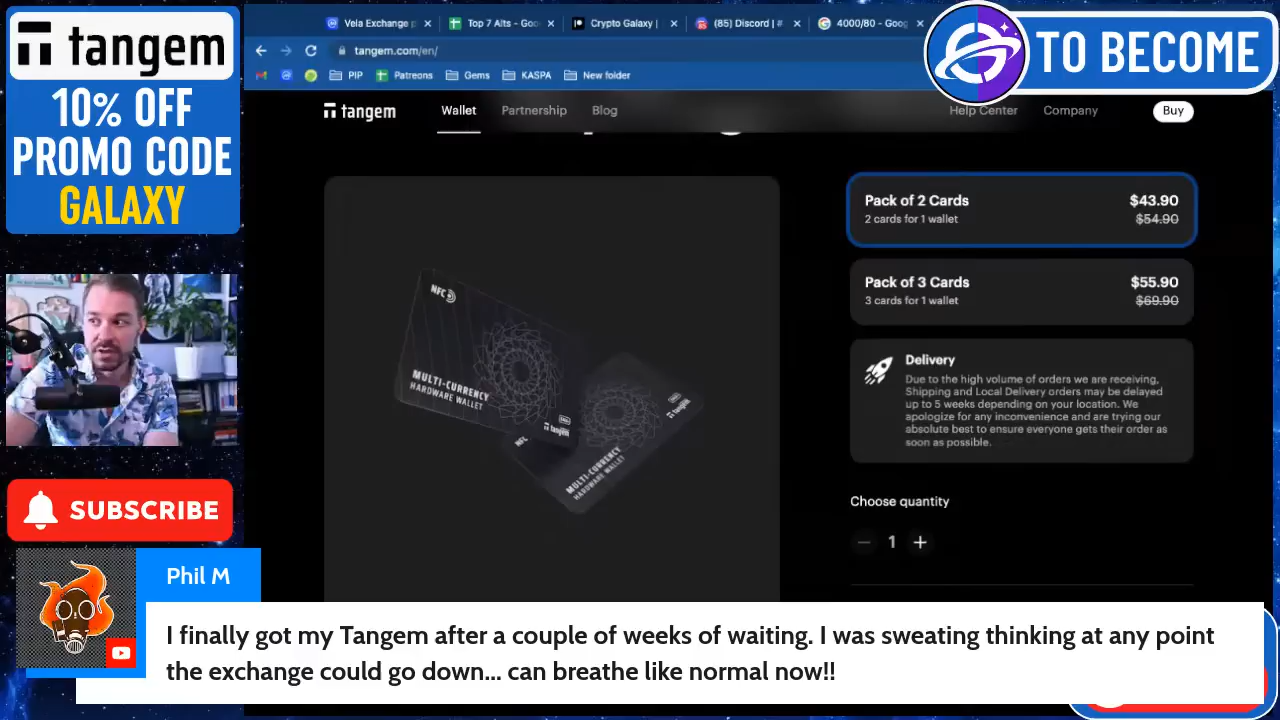 tangem
10% OFF
PROMO CODE
GALAXY
Vela Exchange p
Top 7 Alts - Goo
Crypto Galaxy |
(85) Discord | #
4000/80 - Goog
tangem.com/en/
PIP
Patreons
Gems
KASPA
New folder
TO BECOME
tangem
Wallet
Partnership
Blog
Help Center
Company
Buy
Pack of 2 Cards
$43.90
2 cards for 1 wallet
$54.90
Pack of 3 Cards
$55.90
3 cards for 1 wallet
$69.90
NFC
MULTI-CURRENCY
HARDWARE WALLET
tangem
NFC
MULTI-CURRENCY
HARDWARE WALLET
tangem
Delivery
Due to the high volume of orders we are receiving,
Shipping and Local Delivery orders may be delayed
up to 5 weeks depending on your location. We
apologize for any inconvenience and are trying our
absolute best to ensure everyone gets their order as
soon as possible.
Choose quantity
1
SUBSCRIBE
Phil M
I finally got my Tangem after a couple of weeks of waiting. I was sweating thinking at any point
the exchange could go down... can breathe like normal now!!